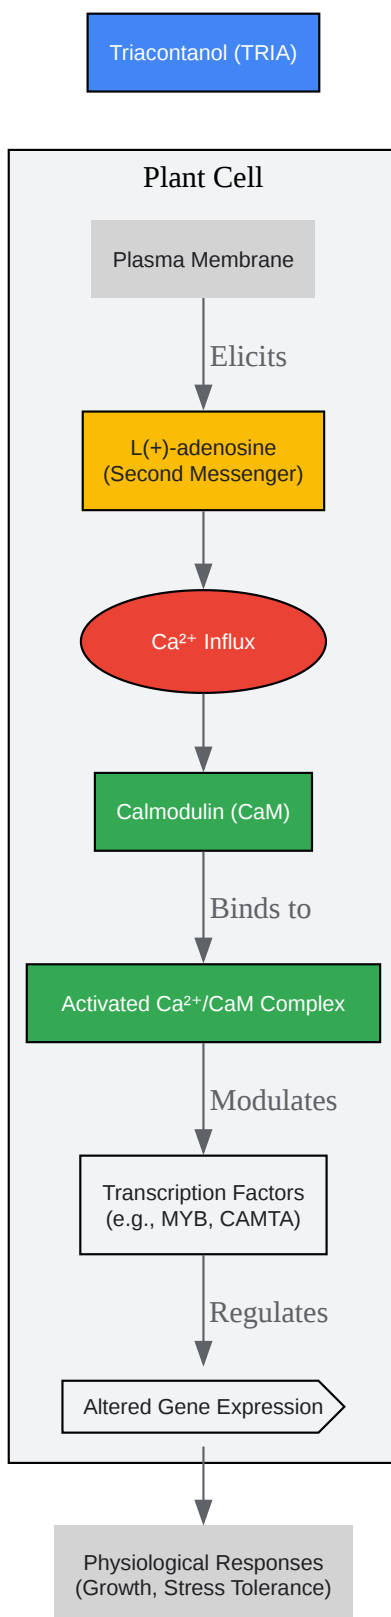 Triacontanol (TRIA)
Plant Cell
Plasma Membrane
Elicits
L(+)-adenosine
(Second Messenger)
Ca²⁺ Influx
Calmodulin (CaM)
Binds to
Activated Ca²⁺/CaM Complex
Modulates
Transcription Factors
(e.g., MYB, CAMTA)
Regulates
Altered Gene Expression
Physiological Responses
(Growth, Stress Tolerance)